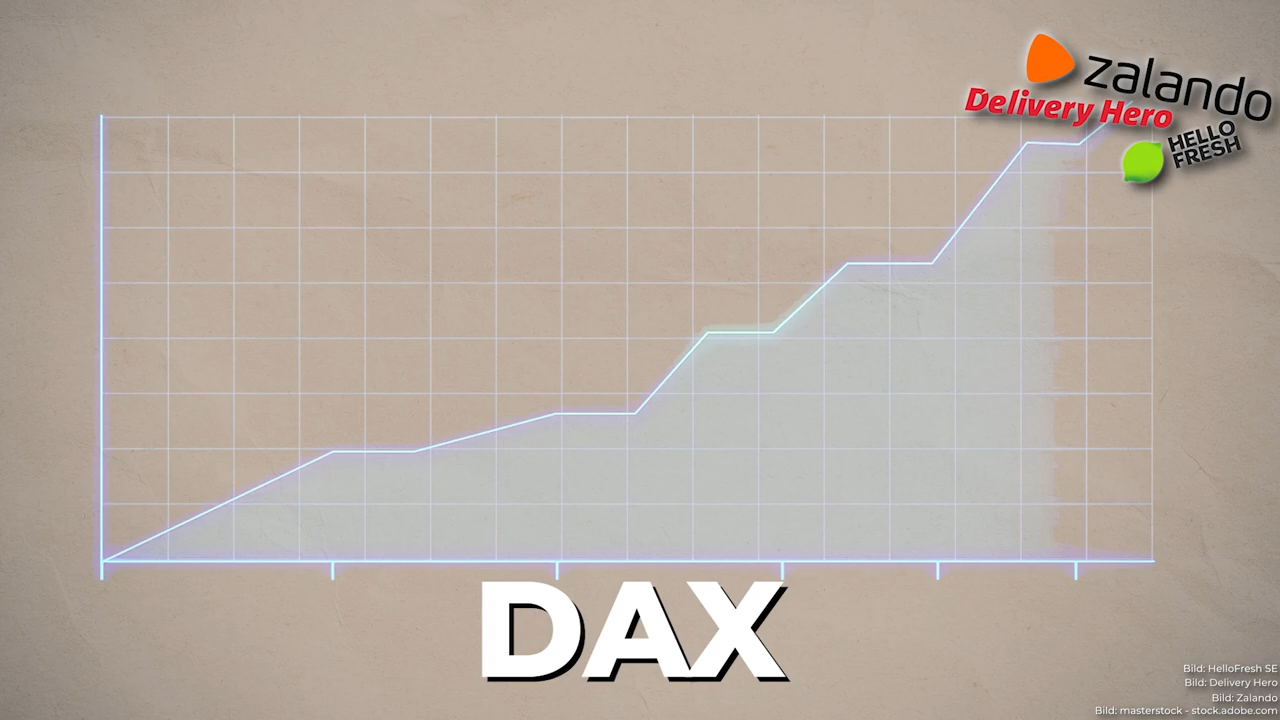 zalando
Delivery Hero
HELLO
FRESH
DAX
Bild: HelloFresh SE
Bild: Delivery Hero
Bild: Zalando
Bild: masterstock - stock.adobe.com